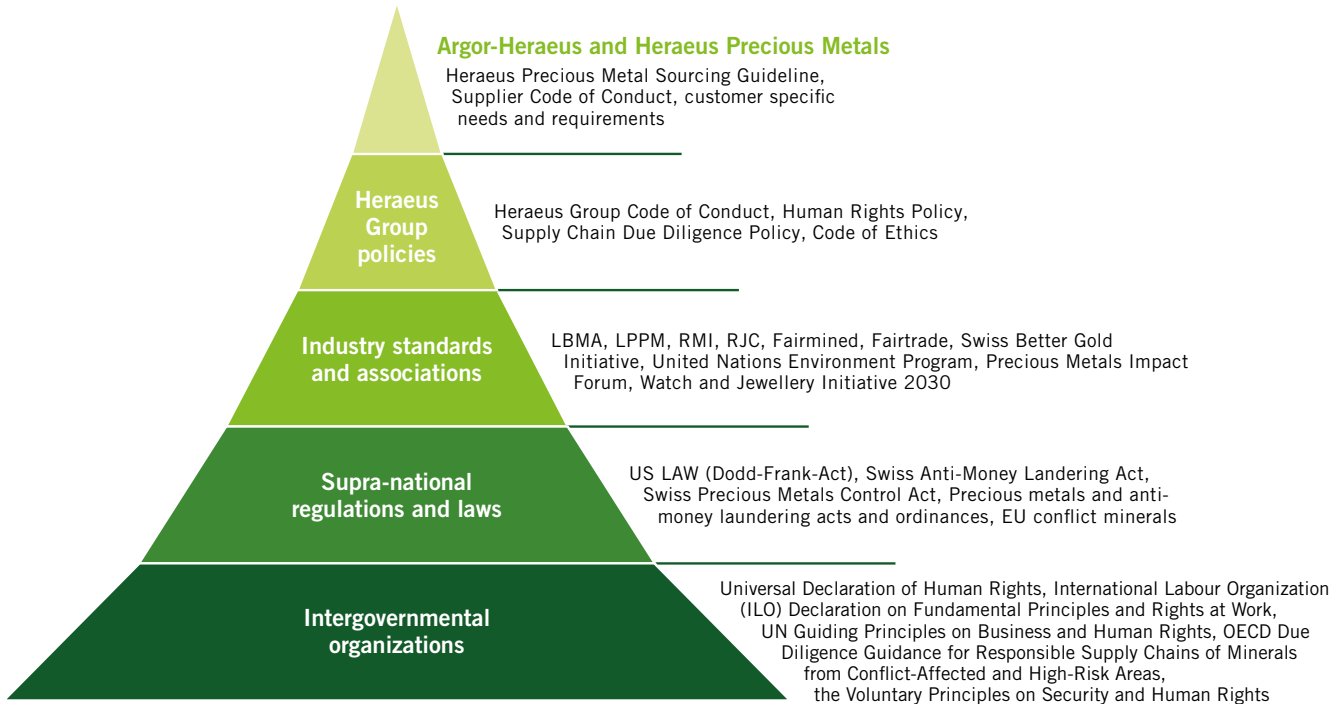 Argor-Heraeus and Heraeus Precious Metals
Heraeus Precious Metal Sourcing Guideline,
Supplier Code of Conduct, customer specific
needs and requirements
Heraeus
Group
policies
Heraeus Group Code of Conduct, Human Rights Policy,
Supply Chain Due Diligence Policy, Code of Ethics
Industry standards
and associations
LBMA, LPPM, RMI, RJC, Fairmined, Fairtrade, Swiss Better Gold
Initiative, United Nations Environment Program, Precious Metals Impact
Forum, Watch and Jewellery Initiative 2030
Supra-national
regulations and laws
US LAW (Dodd-Frank-Act), Swiss Anti-Money Landering Act,
Swiss Precious Metals Control Act, Precious metals and anti-
money laundering acts and ordinances, EU conflict minerals
Intergovernmental
organizations
Universal Declaration of Human Rights, International Labour Organization
(ILO) Declaration on Fundamental Principles and Rights at Work,
UN Guiding Principles on Business and Human Rights, OECD Due
Diligence Guidance for Responsible Supply Chains of Minerals
from Conflict-Affected and High-Risk Areas,
the Voluntary Principles on Security and Human Rights